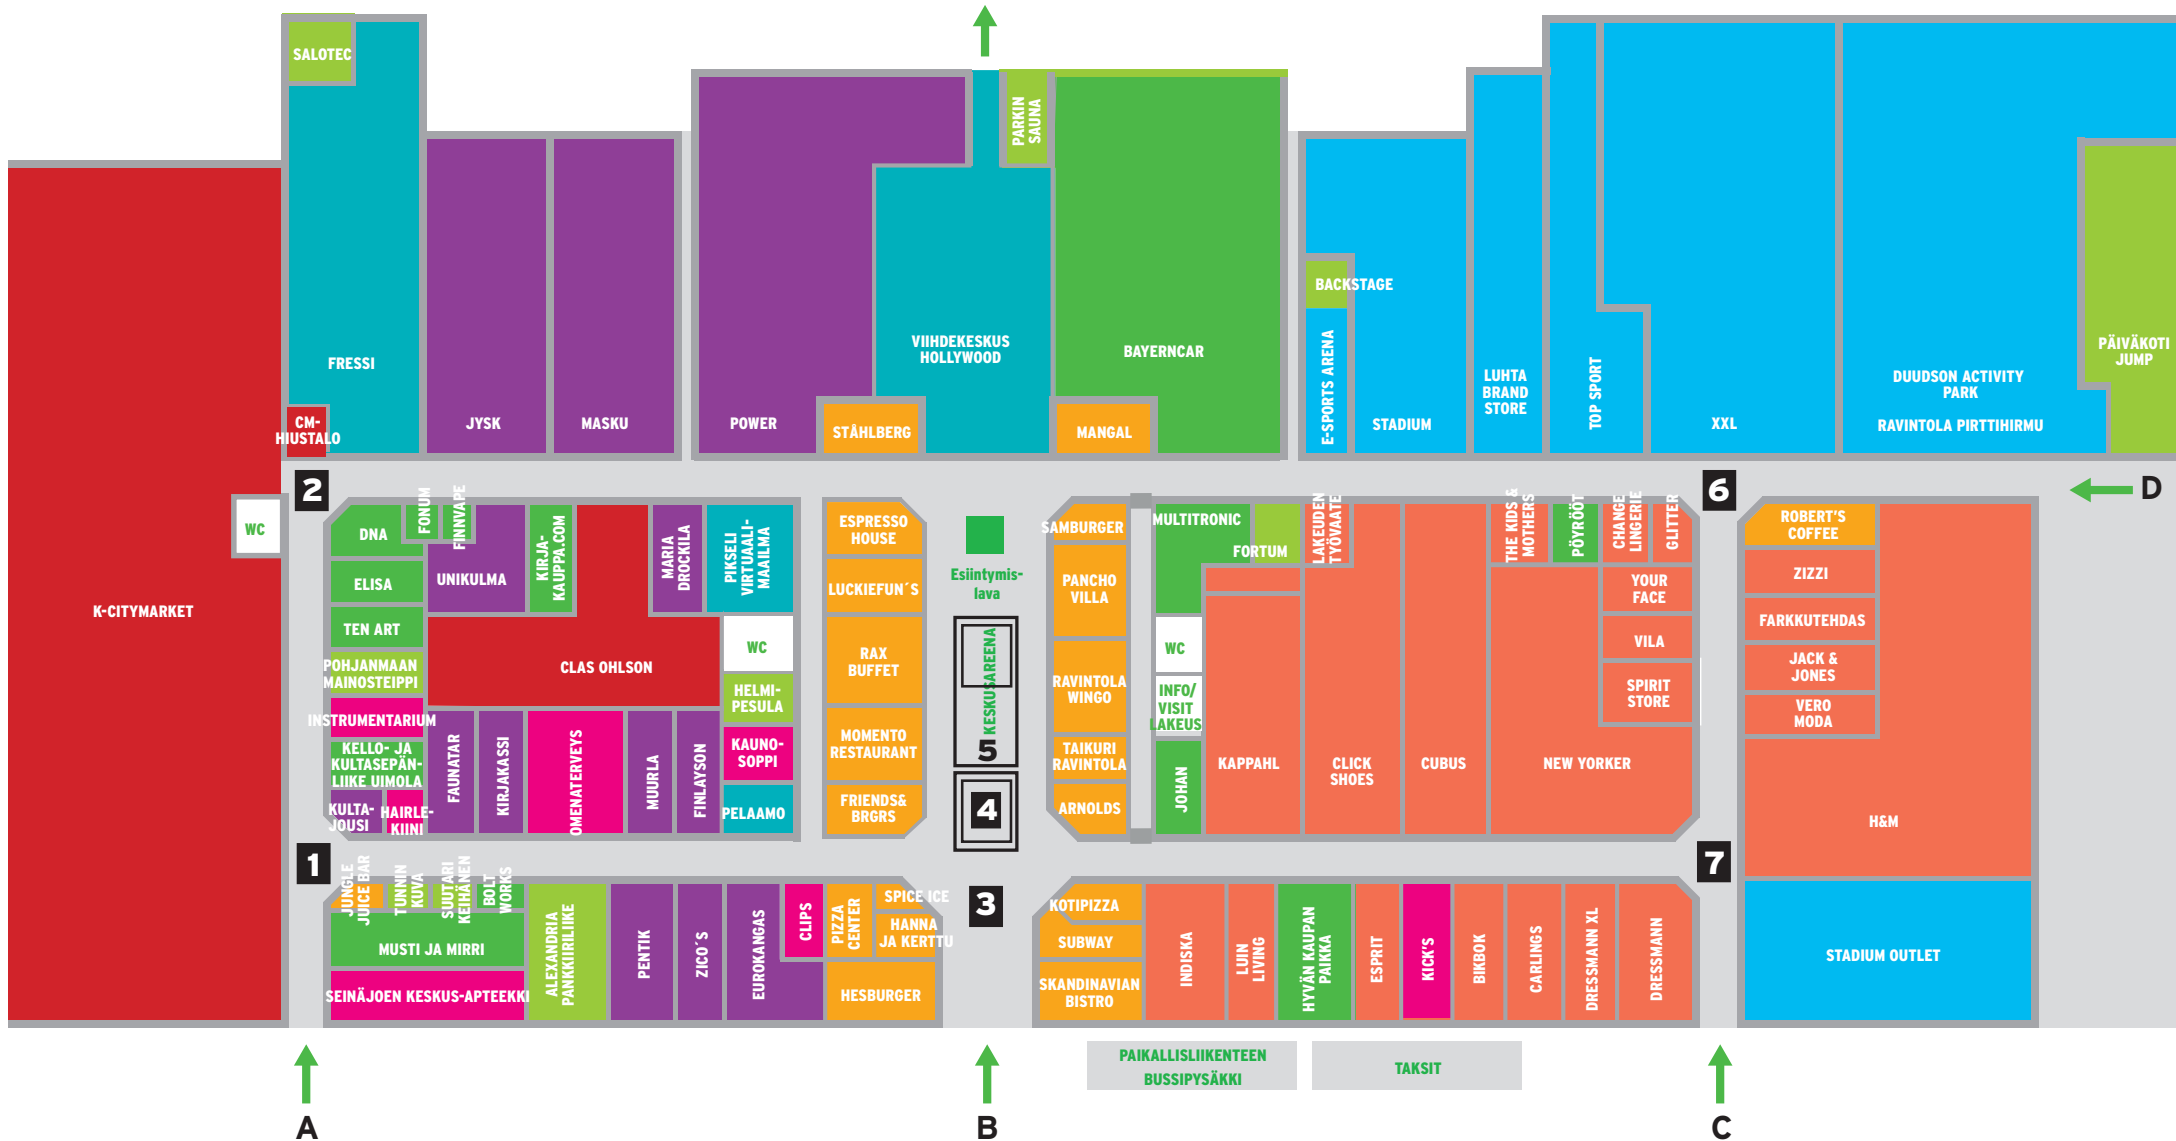 SALOTEC
FRESSI
CM-
HIUSTALO
JYSK
MASKU
POWER
STÅHLBERG
VIIHDEKESKUS
HOLLYWOOD
PARKIN
SAUNA
BAYERNCAR
MANGAL
BACKSTAGE
E-SPORTS ARENA
STADIUM
LUHTA
BRAND
STORE
TOP SPORT
XXL
DUUDSON ACTIVITY
PARK
RAVINTOLA PIRTTIHIRMU
PÄIVÄKOTI
JUMP
K-CITYMARKET
WC
2
6
D
DNA
FONUM
FINNVAPE
UNIKULMA
KIRJA-
KAUPPA.COM
MARIA
DROCKILA
PIKSELI
VIRTUAALI-
MAAILMA
ELISA
TEN ART
POHJANMAAN
MAINOSTEIPPI
CLAS OHLSON
WC
HELMI-
PESULA
INSTRUMENTARIUM
KELLO- JA
KULTASEPÄN-
LIIKE UIMOLA
KULTA-
JOUSI
HAIRLE-
KIINI
FAUNATAR
KIRJAKASSI
OMENATERVEYS
MUURLA
FINLAYSON
KAUNO-
SOPPI
PELAAMO
ESPRESSO
HOUSE
LUCKIEFUN´S
RAX
BUFFET
MOMENTO
RESTAURANT
FRIENDS&
BRGRS
Esiintymis-
lava
KESKUSAREENA
5
4
SAMBURGER
PANCHO
VILLA
RAVINTOLA
WINGO
TAIKURI
RAVINTOLA
ARNOLDS
MULTITRONIC
FORTUM
LAKEUDEN
TYÖVAATE
WC
INFO/
VISIT
LAKEUS
JOHAN
KAPPAHL
CLICK
SHOES
CUBUS
NEW YORKER
THE KIDS &
MOTHERS
PÖYRÖÖT
CHANGE
LINGERIE
GLITTER
YOUR
FACE
VILA
SPIRIT
STORE
ROBERT'S
COFFEE
ZIZZI
FARKKUTEHDAS
JACK &
JONES
VERO
MODA
H&M
STADIUM OUTLET
1
3
7
JUNGLE
JUICE BAR
TUNNIN
KUVA
SUUTARI
KEIHÄNEN
BOLT
WORKS
MUSTI JA MIRRI
SEINÄJOEN KESKUS-APTEEKKI
ALEXANDRIA
PANKKIIRILIIKE
PENTIK
ZICO´S
EUROKANGAS
CLIPS
PIZZA
CENTER
SPICE ICE
HANNA
JA KERTTU
HESBURGER
KOTIPIZZA
SUBWAY
SKANDINAVIAN
BISTRO
INDISKA
LUIN
LIVING
HYVÄN KAUPAN
PAIKKA
ESPRIT
KICK'S
BIKBOK
CARLINGS
DRESSMANN XL
DRESSMANN
PAIKALLISLIIKENTEEN
BUSSIPYSÄKKI
TAKSIT
A
B
C